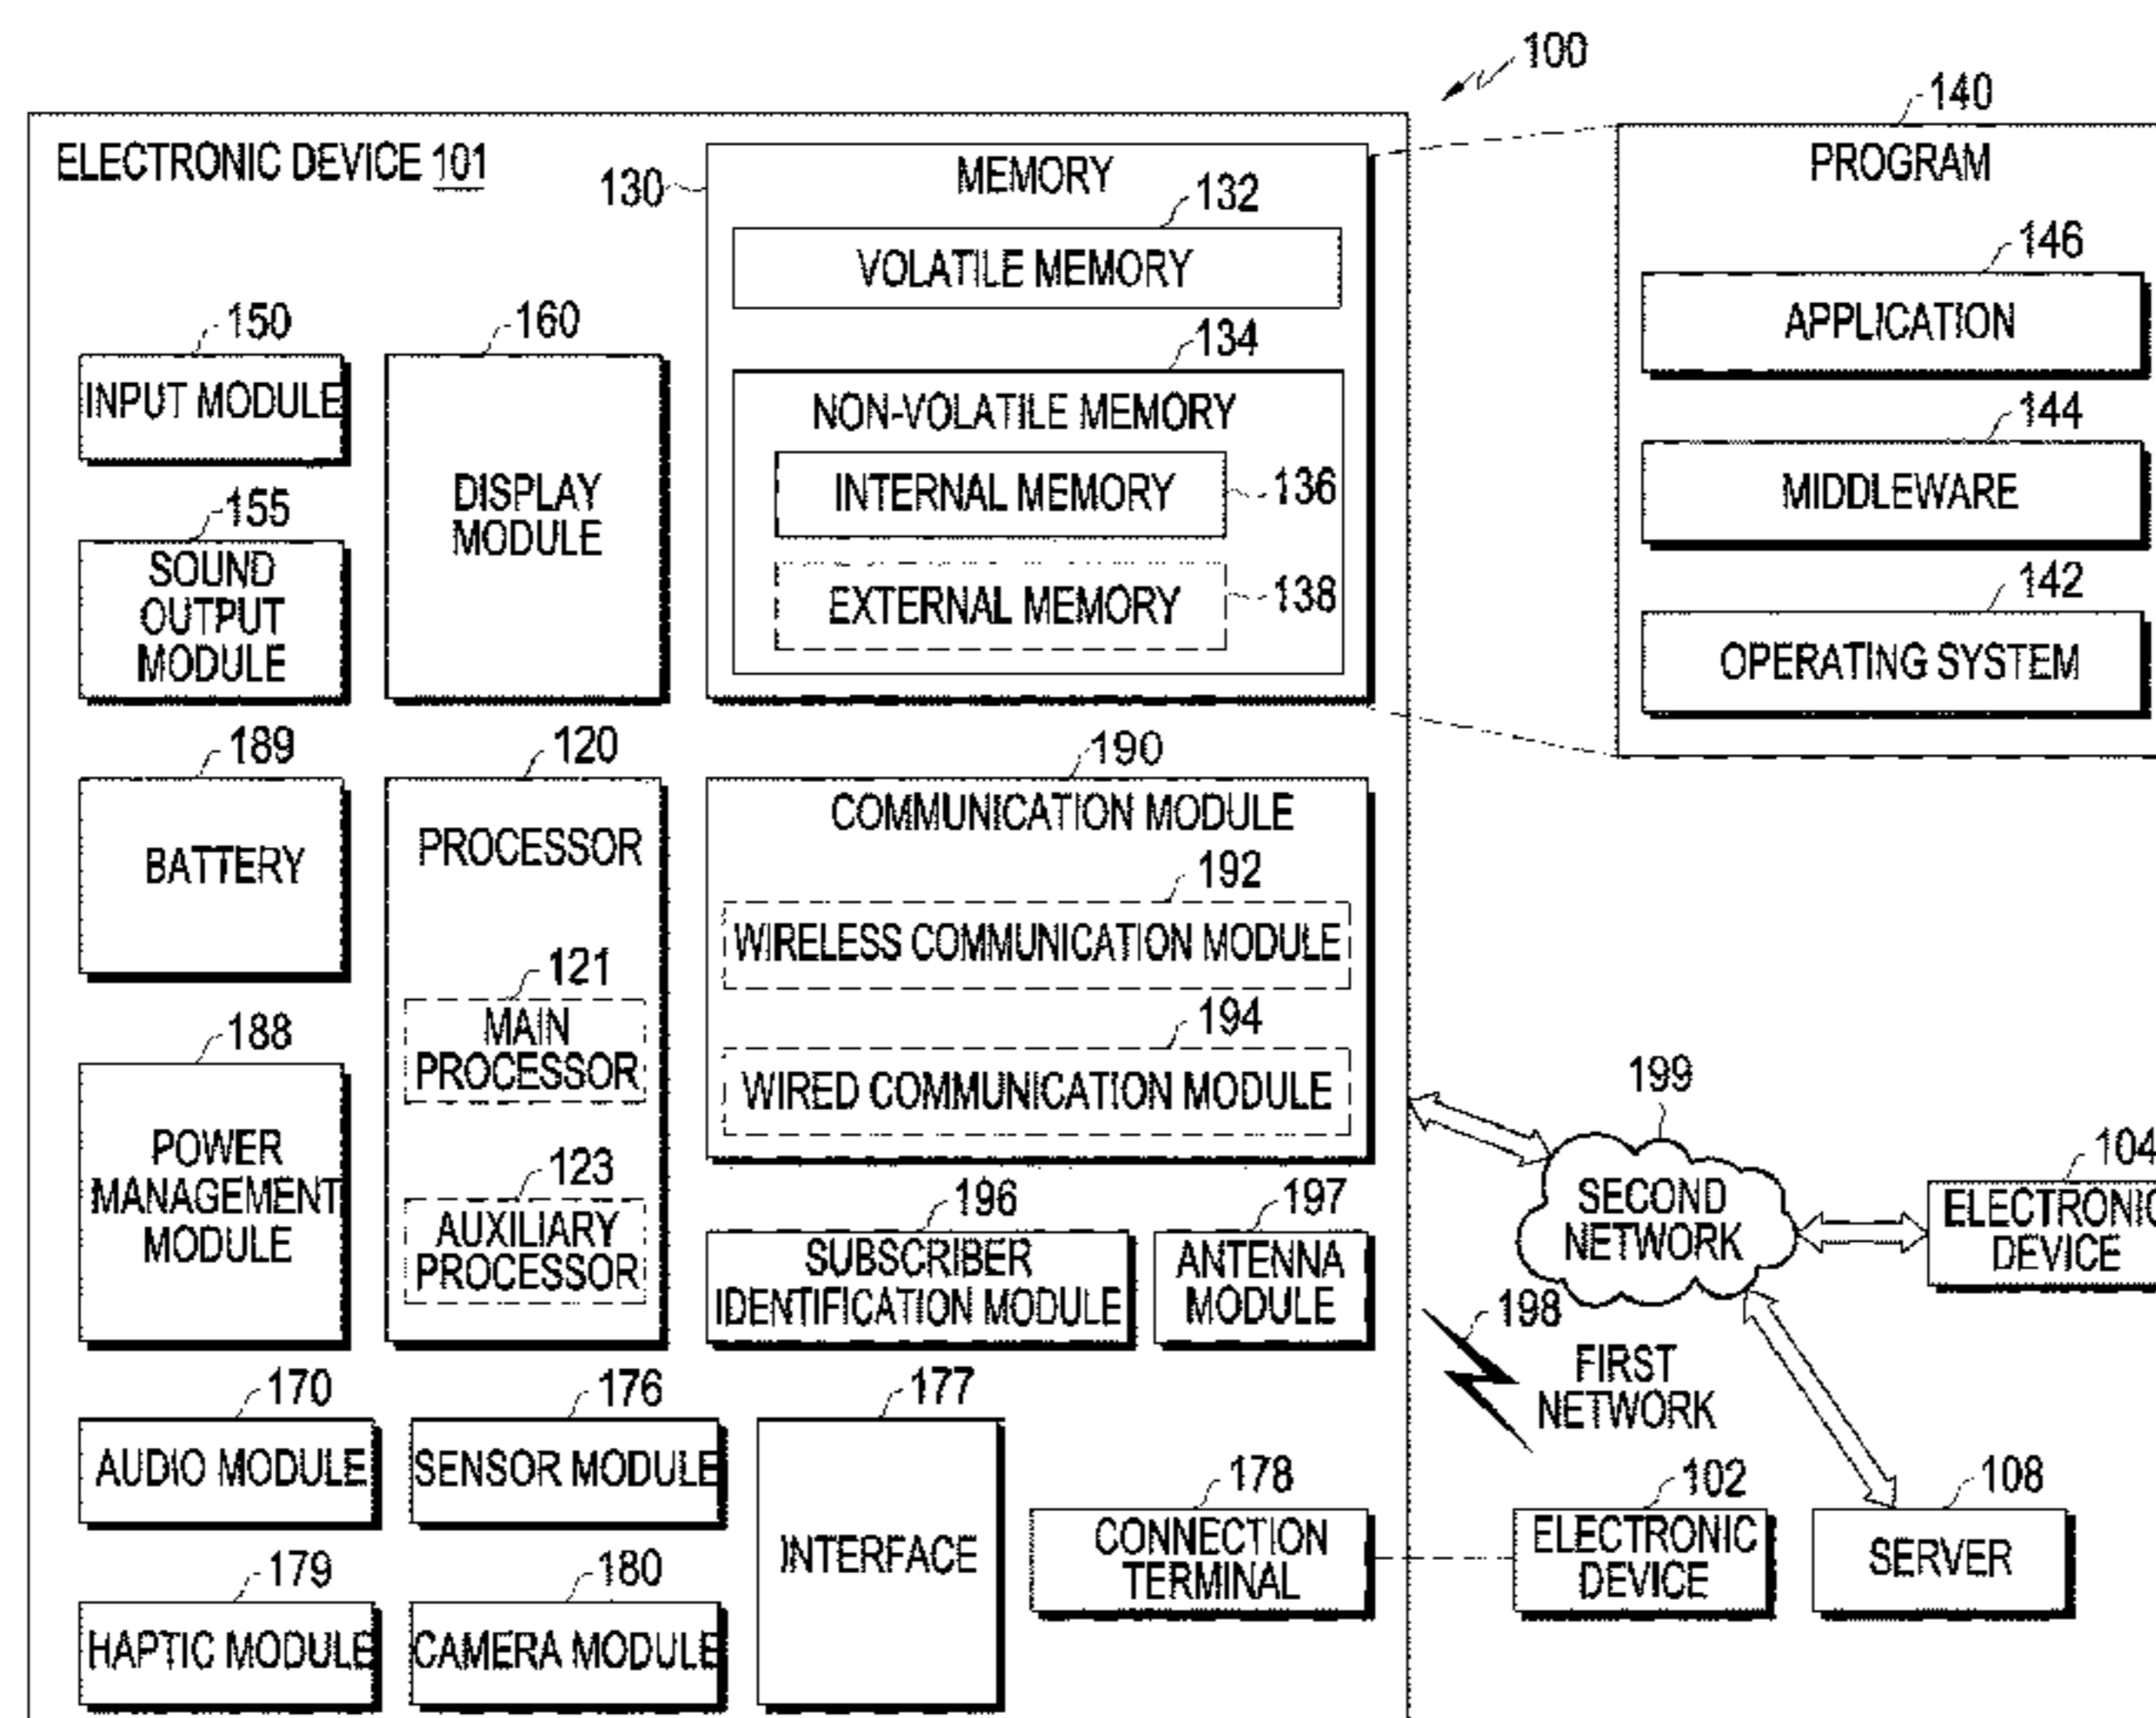 100
140
ELECTRONIC DEVICE 101
130
MEMORY
132
VOLATILE MEMORY
134
NON-VOLATILE MEMORY
INTERNAL MEMORY
136
EXTERNAL MEMORY
138
PROGRAM
146
APPLICATION
144
MIDDLEWARE
142
OPERATING SYSTEM
150
INPUT MODULE
160
DISPLAY
MODULE
155
SOUND
OUTPUT
MODULE
189
BATTERY
120
PROCESSOR
121
MAIN
PROCESSOR
123
AUXILIARY
PROCESSOR
190
COMMUNICATION MODULE
192
WIRELESS COMMUNICATION MODULE
194
WIRED COMMUNICATION MODULE
188
POWER
MANAGEMENT
MODULE
196
SUBSCRIBER
IDENTIFICATION MODULE
197
ANTENNA
MODULE
199
SECOND
NETWORK
104
ELECTRONIC
DEVICE
198
FIRST
NETWORK
170
AUDIO MODULE
176
SENSOR MODULE
177
INTERFACE
178
CONNECTION
TERMINAL
102
ELECTRONIC
DEVICE
108
SERVER
179
HAPTIC MODULE
180
CAMERA MODULE